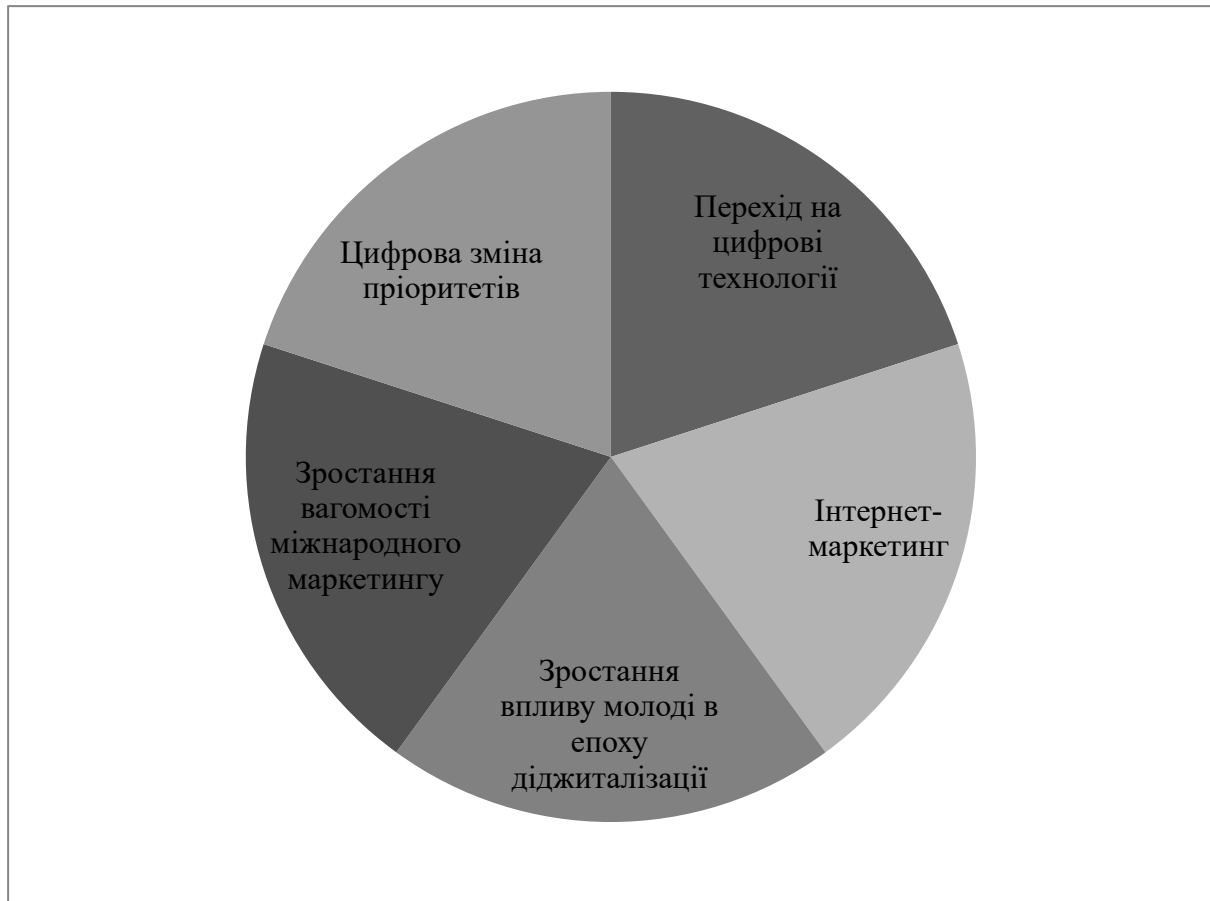 Перехід на
цифрові
технології
Інтернет-
маркетинг
Зростання
впливу молоді в
епоху
діджиталізації
Зростання
вагомості
міжнародного
маркетингу
Цифрова зміна
пріоритетів